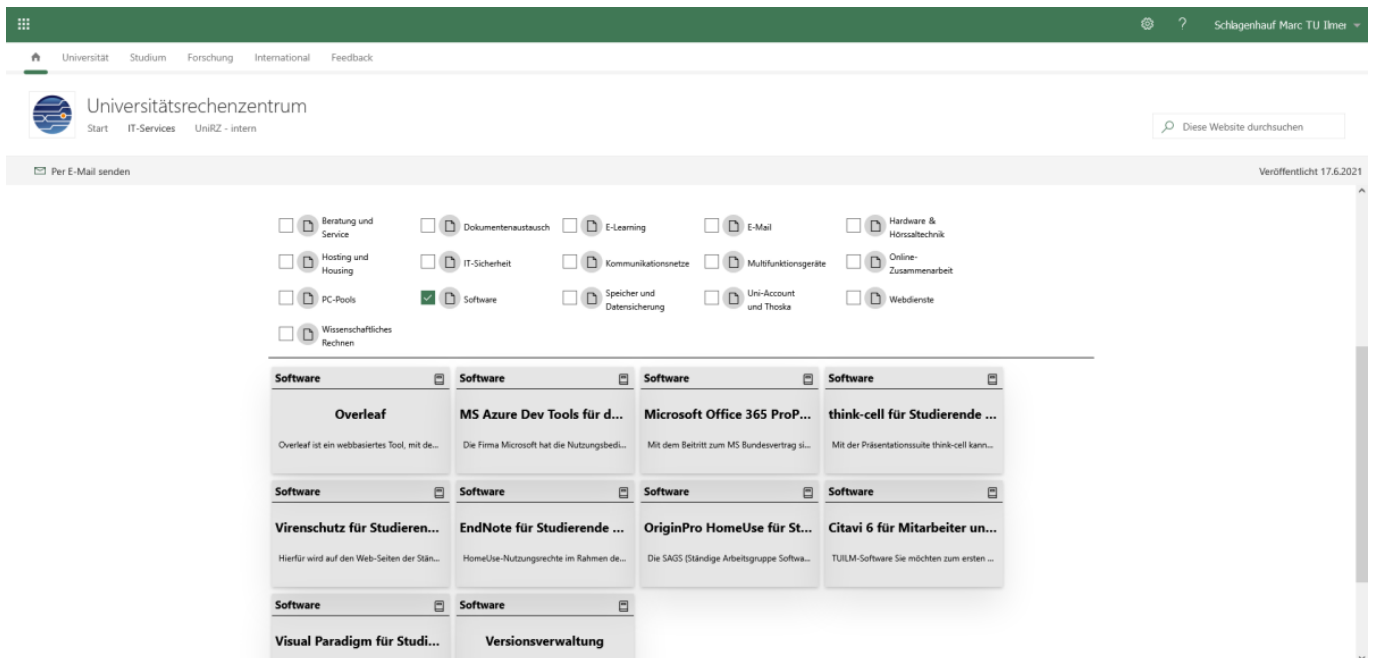 ? Schlagenhauf Marc TU Ilmer
Universität Studium Forschung International Feedback
Universitätsrechenzentrum
Start IT-Services UniRZ - intern
Diese Website durchsuchen
Per E-Mail senden
Veröffentlicht 17.6.2021
Beratung und
Service
Dokumentenaustausch
E-Learning
E-Mail
Hardware &
Hörssaltechnik
Hosting und
Housing
IT-Sicherheit
Kommunikationsnetze
Multifunktionsgeräte
Online-
Zusammenarbeit
PC-Pools
Software
Speicher und
Datensicherung
Uni-Account
und Thoska
Webdienste
Wissenschaftliches
Rechnen
Software
Overleaf
Overleaf ist ein webbasiertes Tool, mit de...
Software
MS Azure Dev Tools für d...
Die Firma Microsoft hat die Nutzungsbedi...
Software
Microsoft Office 365 ProP...
Mit dem Beitritt zum MS Bundesvertrag si...
Software
think-cell für Studierende ...
Mit der Präsentationssuite think-cell kann...
Software
Virenschutz für Studieren...
Hierfür wird auf den Web-Seiten der Stän...
Software
EndNote für Studierende ...
HomeUse-Nutzungsrechte im Rahmen de...
Software
OriginPro HomeUse für St...
Die SAGS (Ständige Arbeitsgruppe Softwa...
Software
Citavi 6 für Mitarbeiter un...
TUILM-Software Sie möchten zum ersten ...
Software
Visual Paradigm für Studi...
Software
Versionsverwaltung